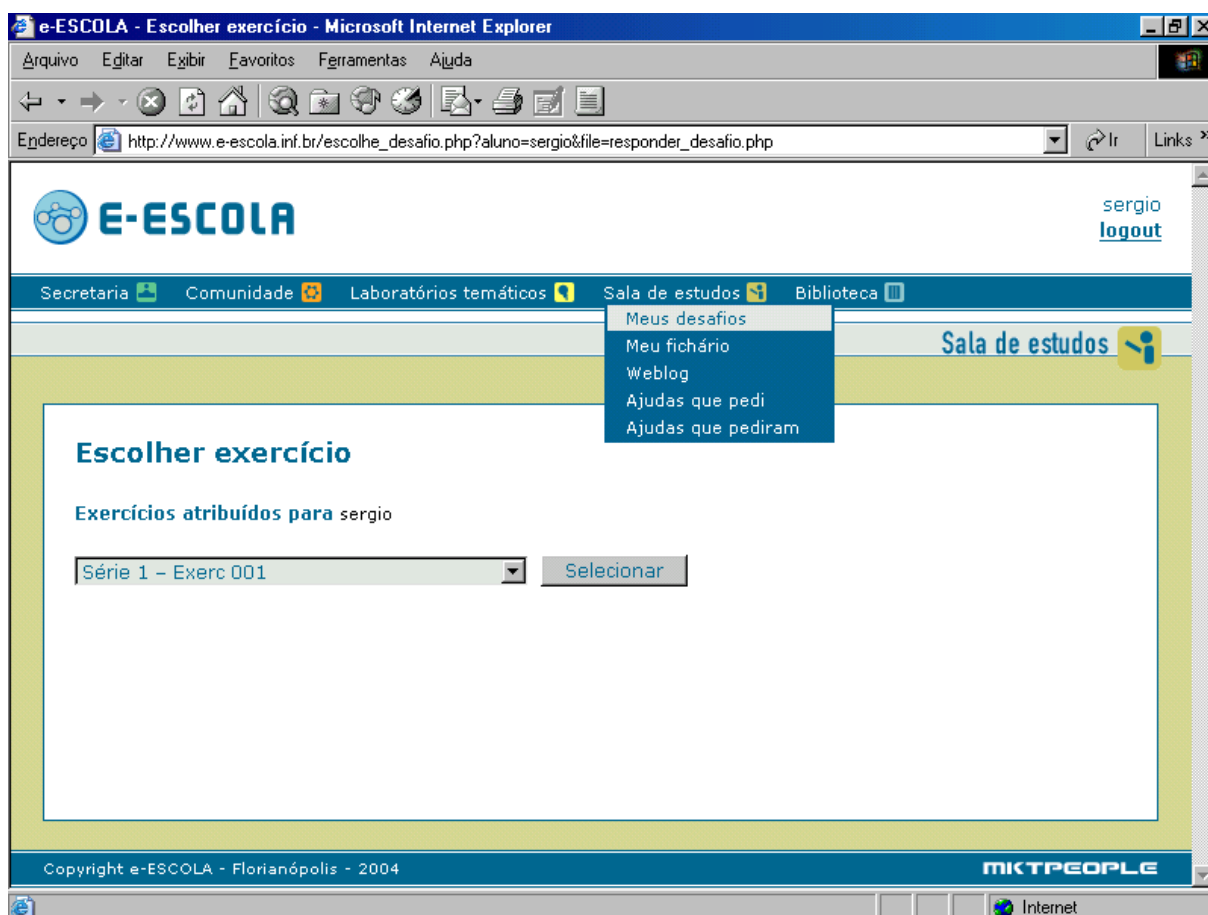 e-ESCOLA - Escolher exercício - Microsoft Internet Explorer
Arquivo Editar Exibir Favoritos Ferramentas Ajuda
Endereço http://www.e-escola.inf.br/escolhe_desafio.php?aluno=sergio&file=responder_desafio.php Ir Links »
E-ESCOLA
sergio
logout
Secretaria Comunidade Laboratórios temáticos Sala de estudos Biblioteca
Meus desafios
Meu fichário
Weblog
Ajudas que pedi
Ajudas que pediram
Sala de estudos
Escolher exercício
Exercícios atribuídos para sergio
Série 1 – Exerc 001 Selecionar
Copyright e-ESCOLA - Florianópolis - 2004 MKTPEOPLE
Internet